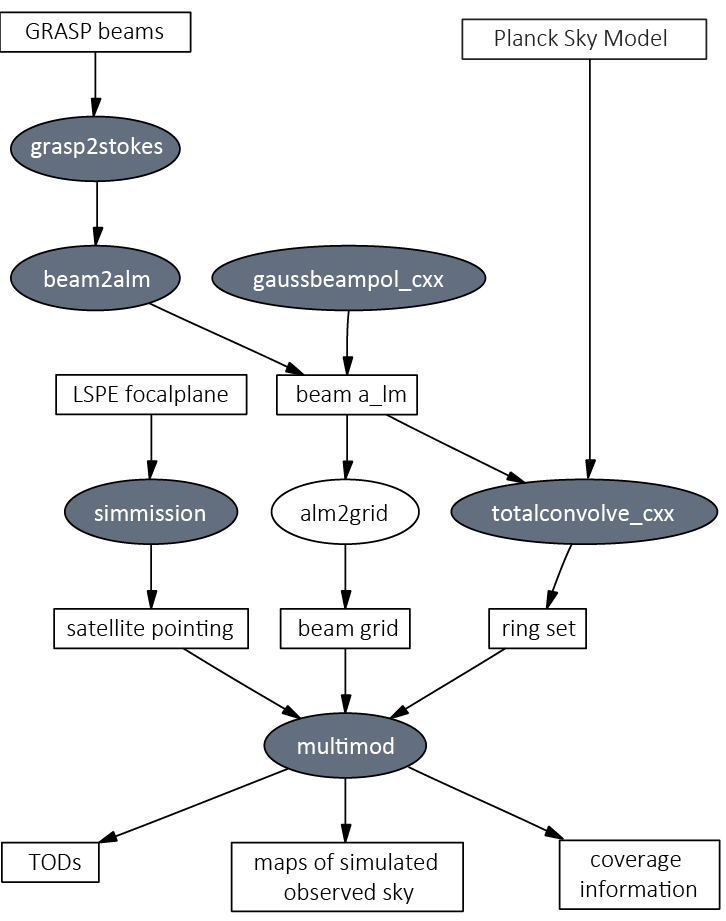 GRASP beams
Planck Sky Model
grasp2stokes
beam2alm
gaussbeampol_cxx
LSPE focalplane
beam a_lm
simmission
alm2grid
totalconvolve_cxx
satellite pointing
beam grid
ring set
multimod
TODs
maps of simulated
observed sky
coverage
information